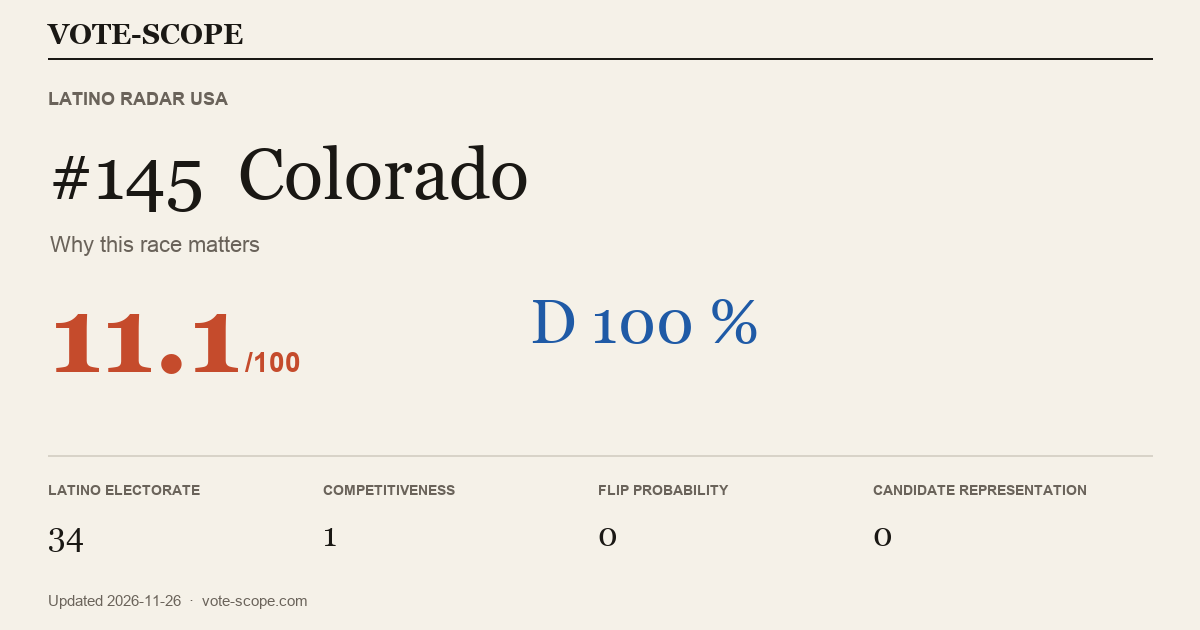 VOTE-SCOPE
LATINO RADAR USA
#145 Colorado
Why this race matters
11.1/100
D 100 %
LATINO ELECTORATE
COMPETITIVENESS
FLIP PROBABILITY
CANDIDATE REPRESENTATION
34
1
0
0
Updated 2026-11-26 · vote-scope.com